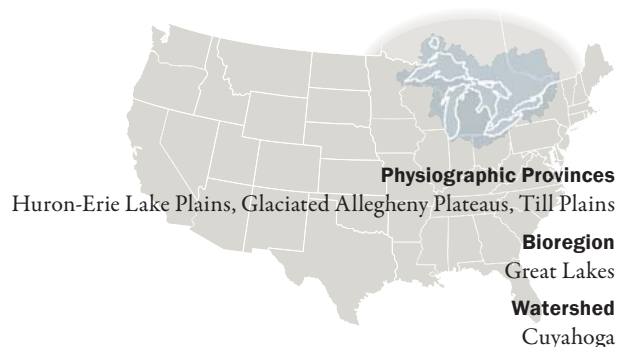 Physiographic Provinces
Huron-Erie Lake Plains, Glaciated Allegheny Plateaus, Till Plains
Bioregion
Great Lakes
Watershed
Cuyahoga